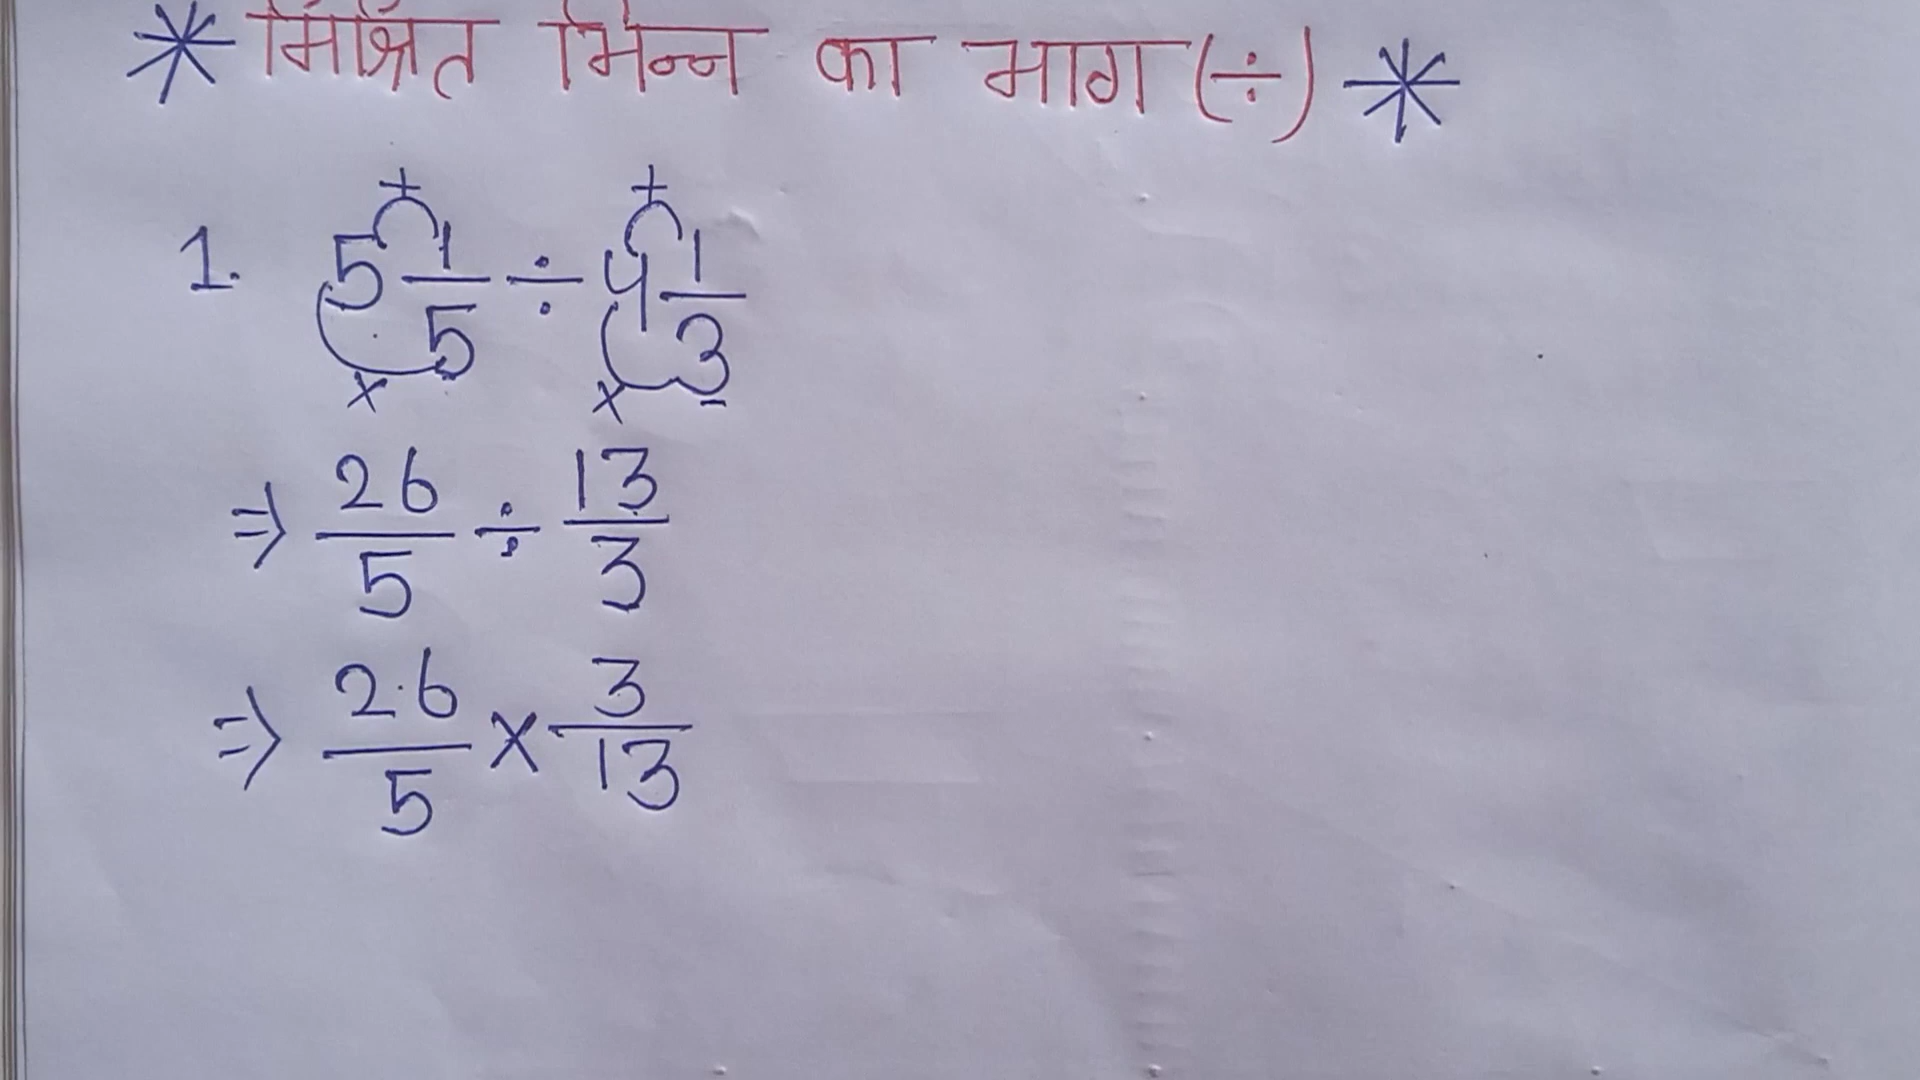 * मिश्रित भिन्न का भाग (÷) *
1. 5 1/5 ÷ 4 1/3
⇒ 26/5 ÷ 13/3
⇒ 26/5 × 3/13